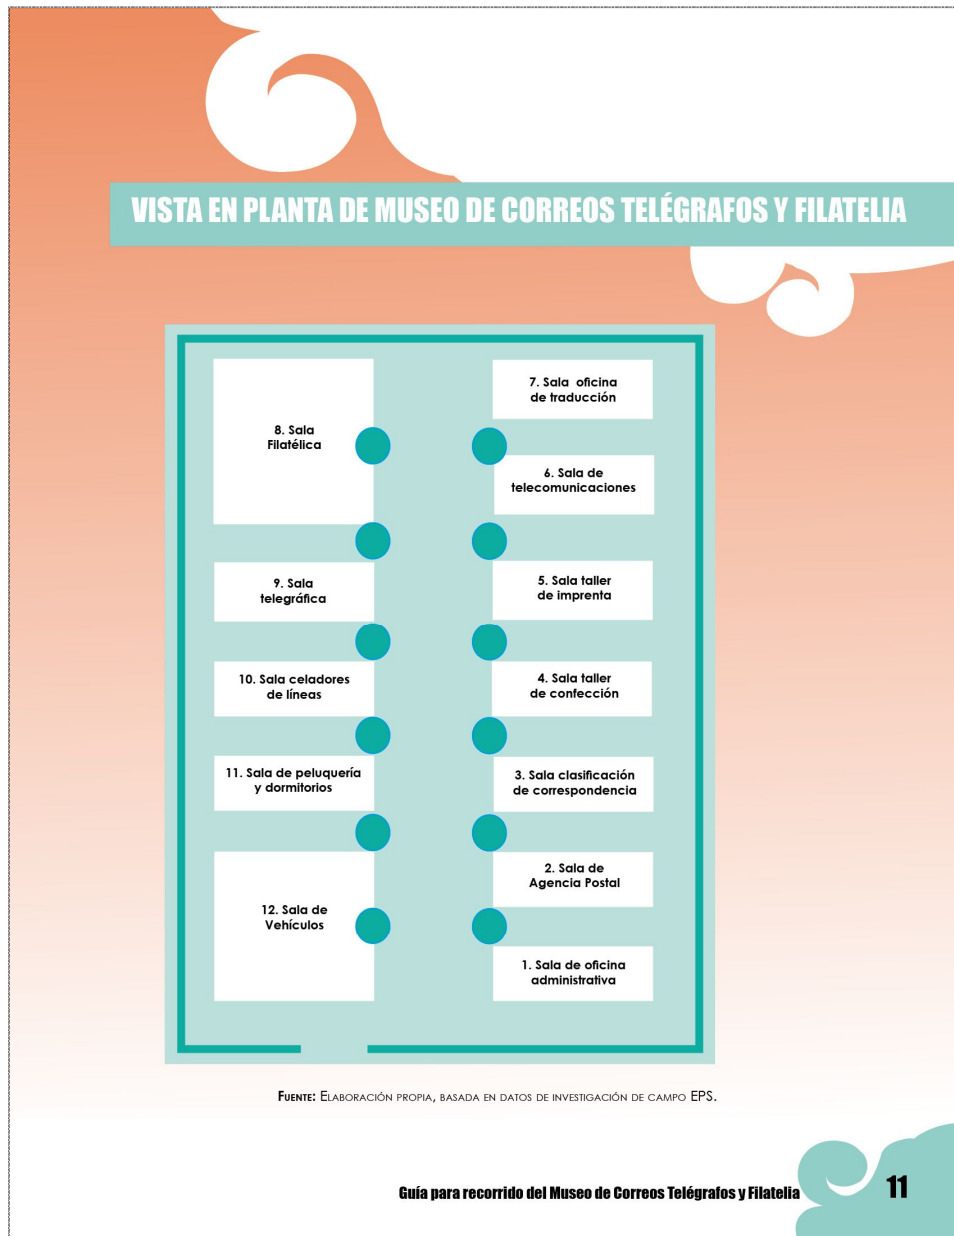 VISTA EN PLANTA DE MUSEO DE CORREOS TELÉGRAFOS Y FILATELIA
8. Sala
Filatélica
9. Sala
telegráfica
10. Sala celadores
de líneas
11. Sala de peluquería
y dormitorios
12. Sala de
Vehículos
7. Sala oficina
de traducción
6. Sala de
telecomunicaciones
5. Sala taller
de imprenta
4. Sala taller
de confección
3. Sala clasificación
de correspondencia
2. Sala de
Agencia Postal
1. Sala de oficina
administrativa
FUENTE: ELABORACIÓN PROPIA, BASADA EN DATOS DE INVESTIGACIÓN DE CAMPO EPS.
Guía para recorrido del Museo de Correos Telégrafos y Filatelia
11